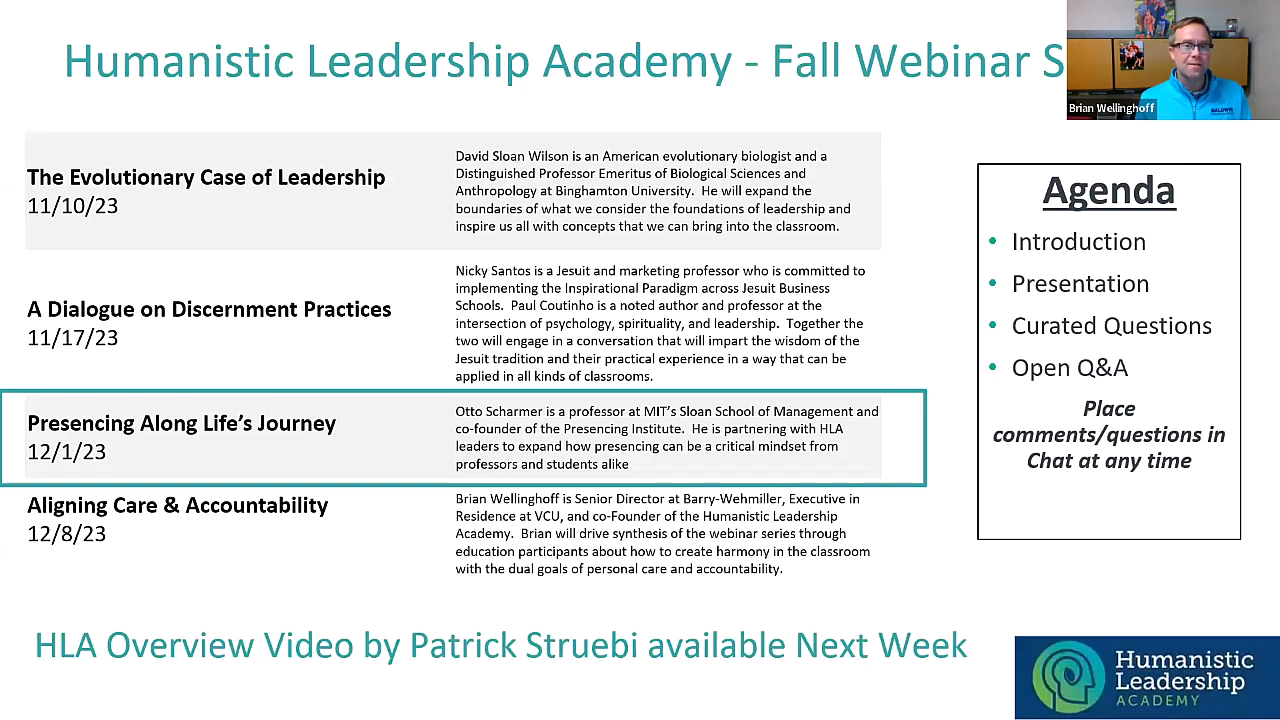 Humanistic Leadership Academy - Fall Webinar S
Brian Wellinghoff
BALDWIN
The Evolutionary Case of Leadership
11/10/23
David Sloan Wilson is an American evolutionary biologist and a
Distinguished Professor Emeritus of Biological Sciences and
Anthropology at Binghamton University. He will expand the
boundaries of what we consider the foundations of leadership and
inspire us all with concepts that we can bring into the classroom.
A Dialogue on Discernment Practices
11/17/23
Nicky Santos is a Jesuit and marketing professor who is committed to
implementing the Inspirational Paradigm across Jesuit Business
Schools. Paul Coutinho is a noted author and professor at the
intersection of psychology, spirituality, and leadership. Together the
two will engage in a conversation that will impart the wisdom of the
Jesuit tradition and their practical experience in a way that can be
applied in all kinds of classrooms.
Presencing Along Life's Journey
12/1/23
Otto Scharmer is a professor at MIT's Sloan School of Management and
co-founder of the Presencing Institute. He is partnering with HLA
leaders to expand how presencing can be a critical mindset from
professors and students alike
Aligning Care & Accountability
12/8/23
Brian Wellinghoff is Senior Director at Barry-Wehmiller, Executive in
Residence at VCU, and co-Founder of the Humanistic Leadership
Academy. Brian will drive synthesis of the webinar series through
education participants about how to create harmony in the classroom
with the dual goals of personal care and accountability.
Agenda
• Introduction
• Presentation
• Curated Questions
• Open Q&A
Place
comments/questions in
Chat at any time
HLA Overview Video by Patrick Struebi available Next Week
Humanistic
Leadership
ACADEMY